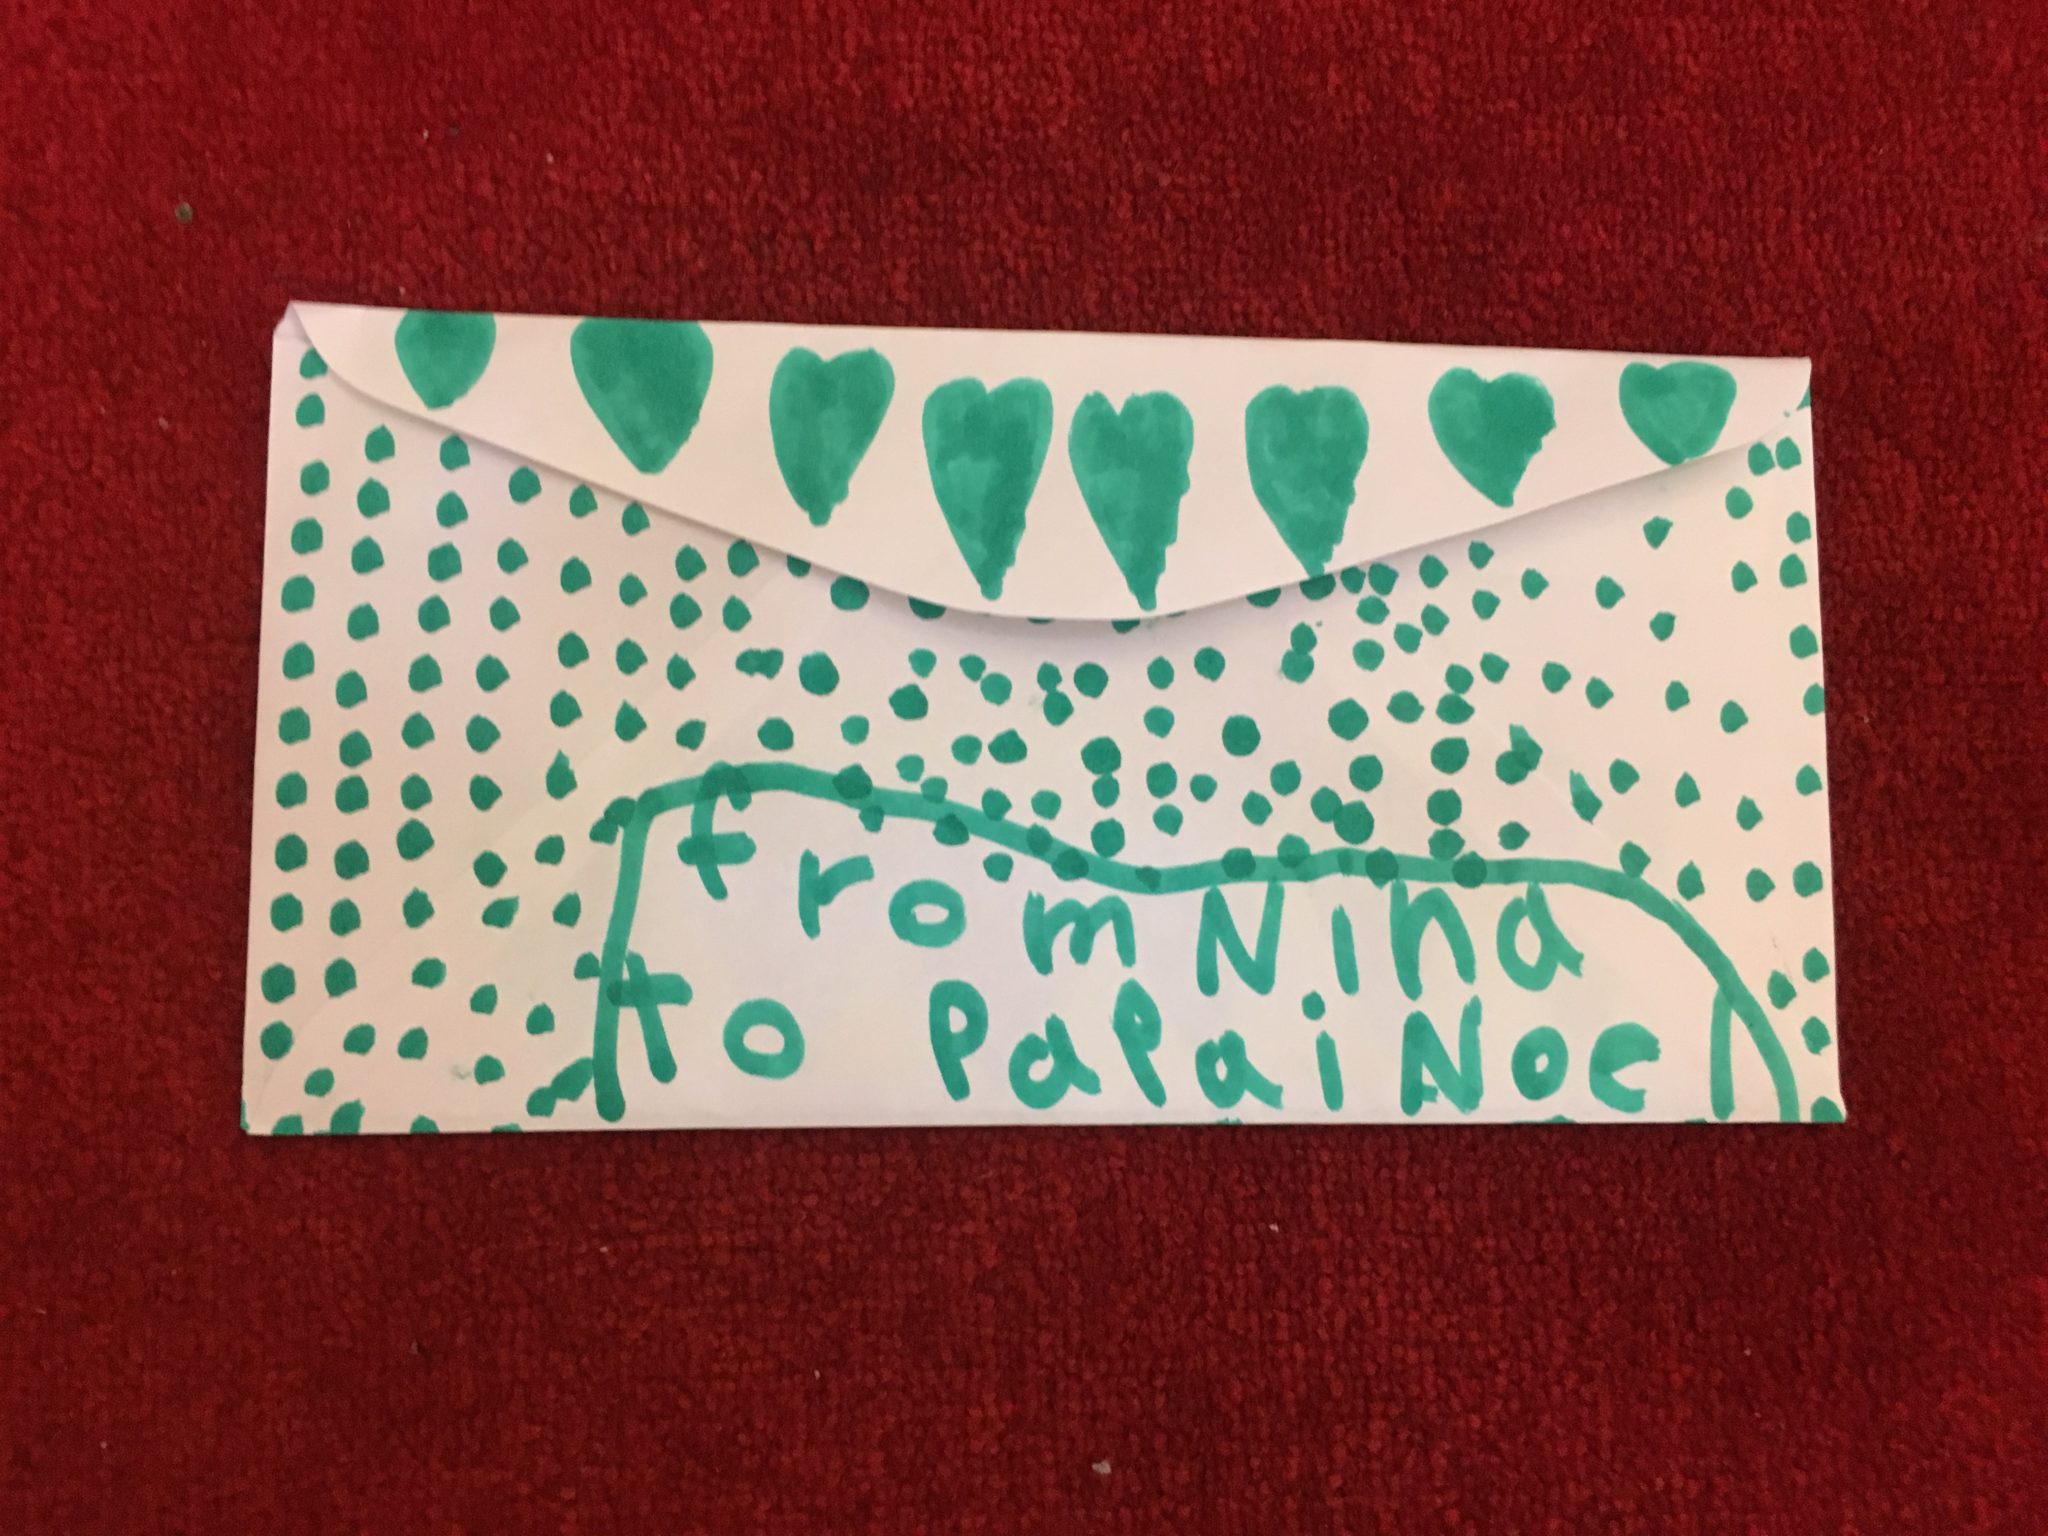 from Nina
to Papai Noel